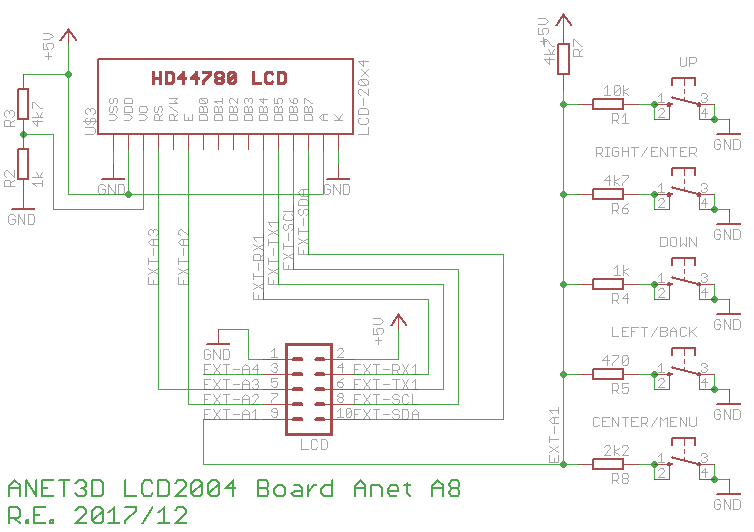 +5V
R3
4k7
R2
1k
GND
U$3
HD44780 LCD
VSS
VDD
VO
RS
R/W
E
DB0
DB1
DB2
DB3
DB4
DB5
DB6
DB7
A
K
LCD-20X4
GND
GND
EXT-A3
EXT-A2
EXT-RX1
EXT-TX1
EXT-SCL
EXT-SDA
+5V
GND
1 2
EXT-A4 3 4 EXT-RX1
EXT-A3 5 6 EXT-TX1
EXT-A2 7 8 EXT-SCL
EXT-A1 9 10 EXT-SDA
LCD
+5V
4k7
R7
EXT-A1
10k
R1
1 3
2 4
UP
GND
RIGHT/ENTER
4k7
R6
1 3
2 4
GND
DOWN
1k
R4
1 3
2 4
GND
LEFT/BACK
470
R5
1 3
2 4
GND
CENTER/MENU
2k2
R8
1 3
2 4
GND
ANET3D LCD2004 Board Anet A8
R.E. 2017/12